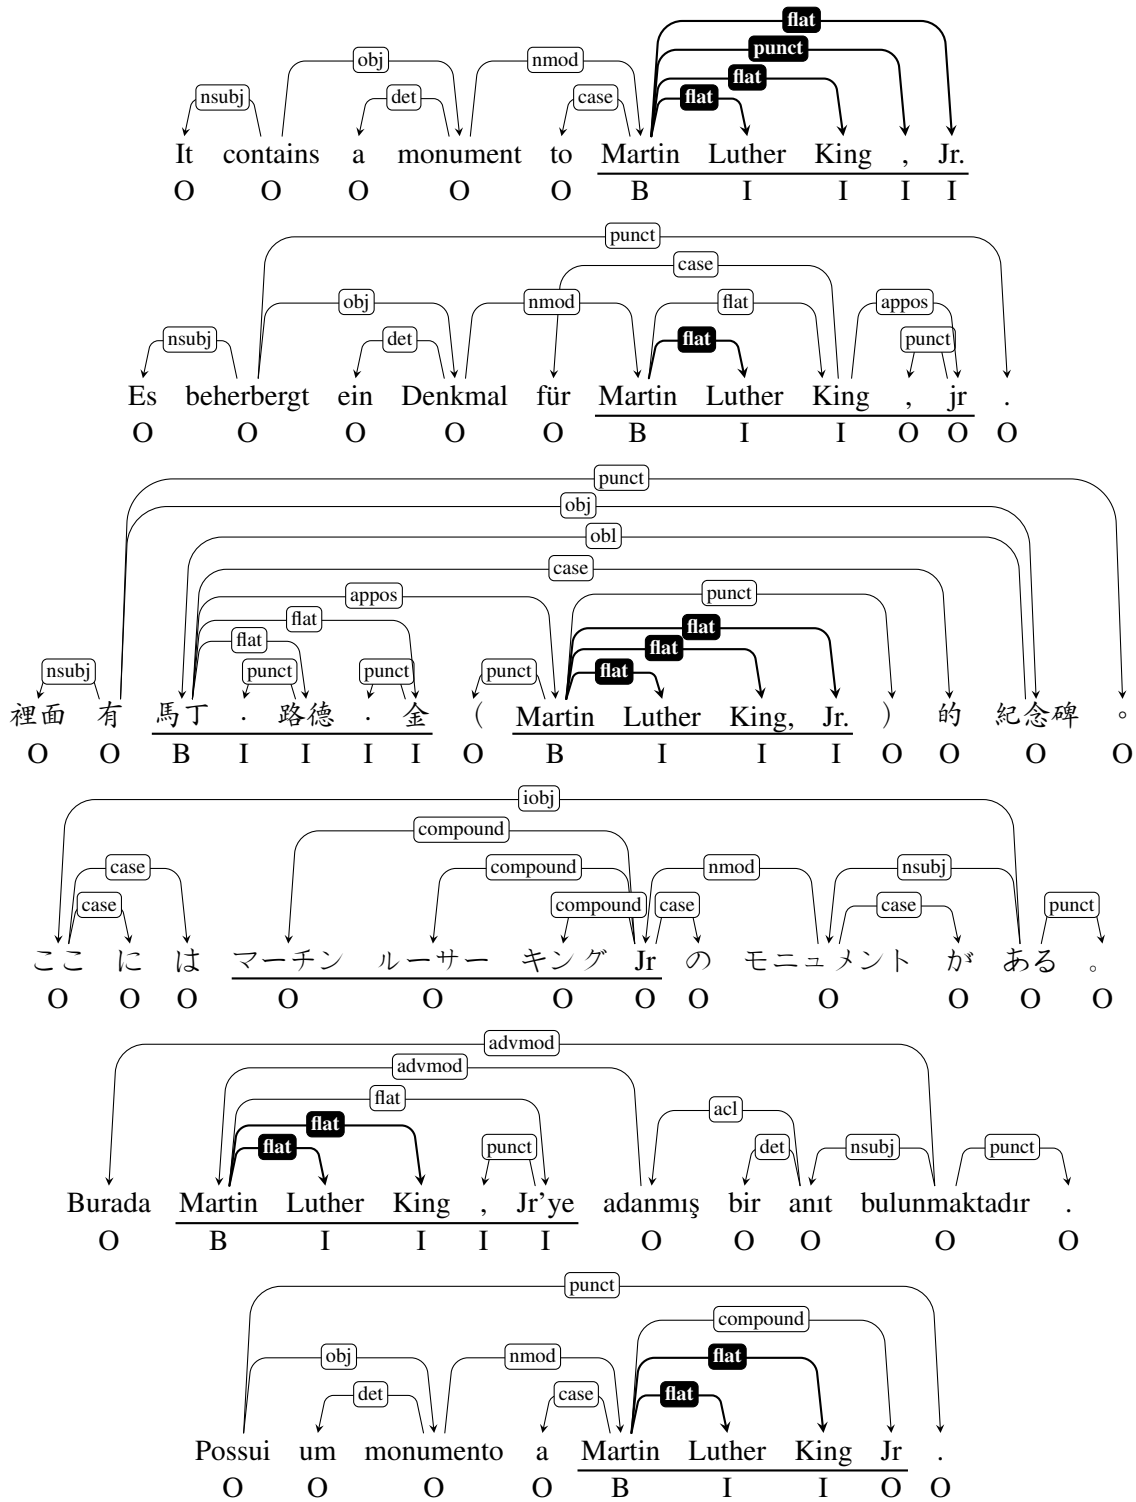 flat
punct
obj nmod flat
nsubj det case flat
It contains a monument to Martin Luther King , Jr.
O O O O O B I I I I
punct
case
obj nmod flat appos
nsubj det flat punct
Es beherbergt ein Denkmal für Martin Luther King , jr .
O O O O O B I I O O O
punct
obj
obl
case
appos punct
flat flat
flat flat
nsubj punct punct punct flat
裡面 有 馬丁 · 路德 · 金 ( Martin Luther King, Jr. ) 的 紀念碑 。
O O B I I I I O B I I I O O O O
iobj
compound
case compound nmod nsubj
case compound case case punct
ここ に は マーチン ルーサー キング Jr の モニュメント が ある 。
O O O O O O O O O O O O
advmod
advmod
flat acl
flat
flat punct det nsubj punct
Burada Martin Luther King , Jr'ye adanmış bir anıt bulunmaktadır .
O B I I I I O O O O O
punct
compound
obj nmod flat
det case flat
Possui um monumento a Martin Luther King Jr .
O O O O B I I O O